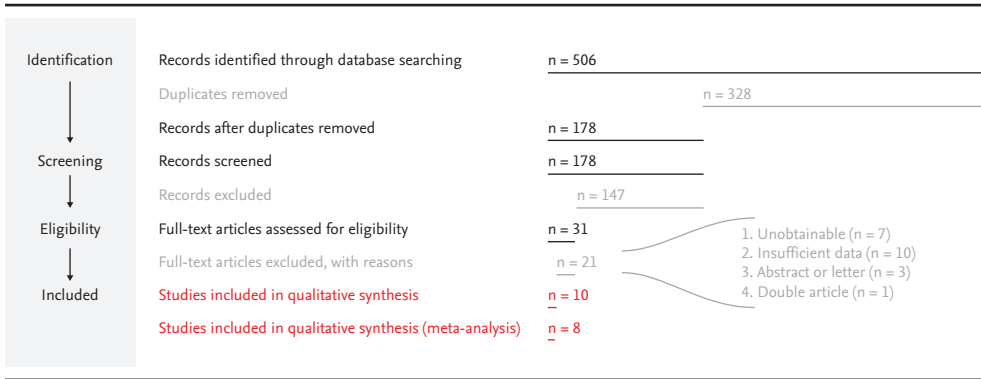 Identification Records identified through database searching n = 506
Duplicates removed n = 328
Records after duplicates removed n = 178
Screening Records screened n = 178
Records excluded n = 147
Eligibility Full-text articles assessed for eligibility n = 31
Full-text articles excluded, with reasons n = 21
1. Unobtainable (n = 7)
2. Insufficient data (n = 10)
3. Abstract or letter (n = 3)
4. Double article (n = 1)
Included Studies included in qualitative synthesis n = 10
Studies included in qualitative synthesis (meta-analysis) n = 8